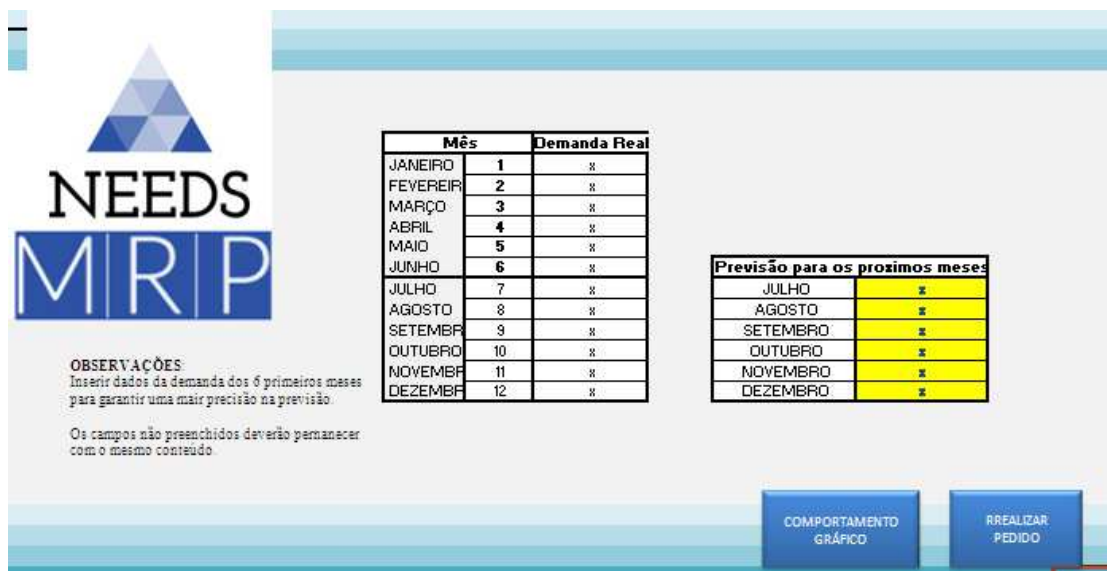 NEEDS
MRP
OBSERVAÇÕES:
Inserir dados da demanda dos 6 primeiros meses
para garantir uma mair precisão na previsão.
Os campos não preenchidos deverão permanecer
com o mesmo conteúdo.
Mês Demanda Real
JANEIRO 1 x
FEVEREIR 2 x
MARÇO 3 x
ABRIL 4 x
MAIO 5 x
JUNHO 6 x
JULHO 7 x
AGOSTO 8 x
SETEMBR 9 x
OUTUBRO 10 x
NOVEMBR 11 x
DEZEMBR 12 x
Previsão para os proximos meses
JULHO x
AGOSTO x
SETEMBRO x
OUTUBRO x
NOVEMBRO x
DEZEMBRO x
COMPORTAMENTO
GRÁFICO
RREALIZAR
PEDIDO